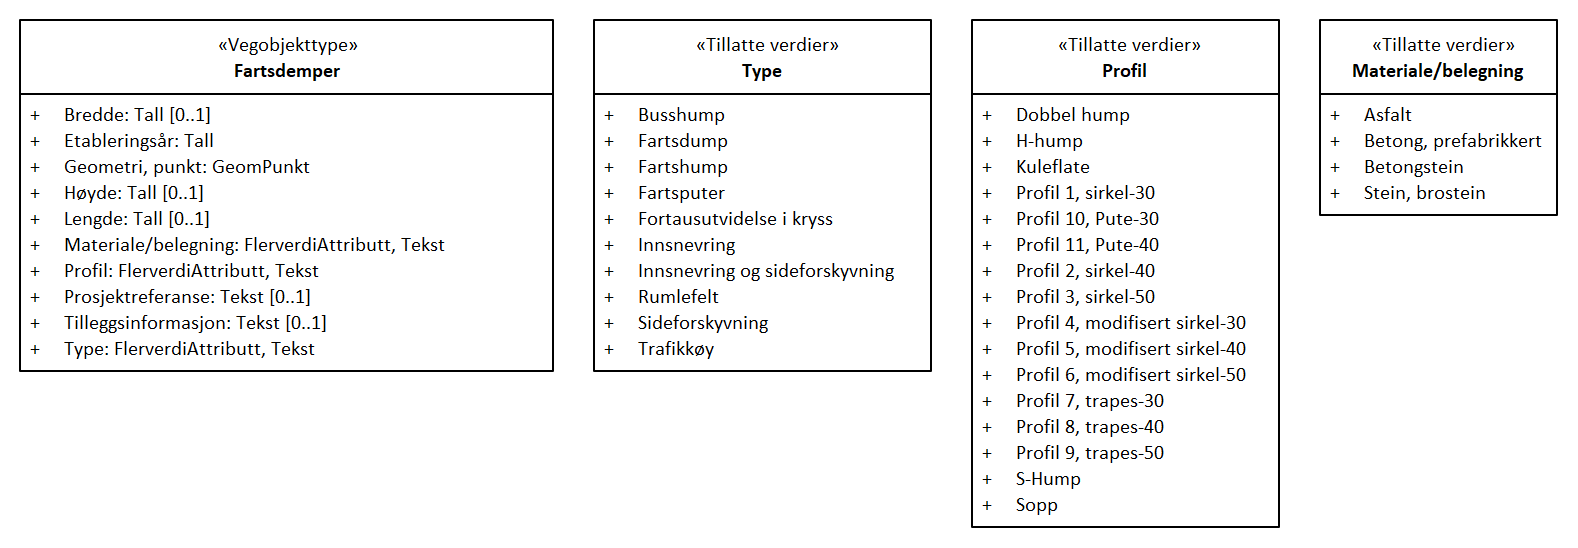 «Vegobjekttype»
Fartsdemper
+ Bredde: Tall [0..1]
+ Etableringsår: Tall
+ Geometri, punkt: GeomPunkt
+ Høyde: Tall [0..1]
+ Lengde: Tall [0..1]
+ Materiale/belegning: FlerverdiAttributt, Tekst
+ Profil: FlerverdiAttributt, Tekst
+ Prosjektreferanse: Tekst [0..1]
+ Tilleggsinformasjon: Tekst [0..1]
+ Type: FlerverdiAttributt, Tekst
«Tillatte verdier»
Type
+ Busshump
+ Fartsdump
+ Fartshump
+ Fartsputer
+ Fortausutvidelse i kryss
+ Innsnevring
+ Innsnevring og sideforskyvning
+ Rumlefelt
+ Sideforskyvning
+ Trafikkøy
«Tillatte verdier»
Profil
+ Dobbel hump
+ H-hump
+ Kuleflate
+ Profil 1, sirkel-30
+ Profil 10, Pute-30
+ Profil 11, Pute-40
+ Profil 2, sirkel-40
+ Profil 3, sirkel-50
+ Profil 4, modifisert sirkel-30
+ Profil 5, modifisert sirkel-40
+ Profil 6, modifisert sirkel-50
+ Profil 7, trapes-30
+ Profil 8, trapes-40
+ Profil 9, trapes-50
+ S-Hump
+ Sopp
«Tillatte verdier»
Materiale/belegning
+ Asfalt
+ Betong, prefabrikkert
+ Betongstein
+ Stein, brostein